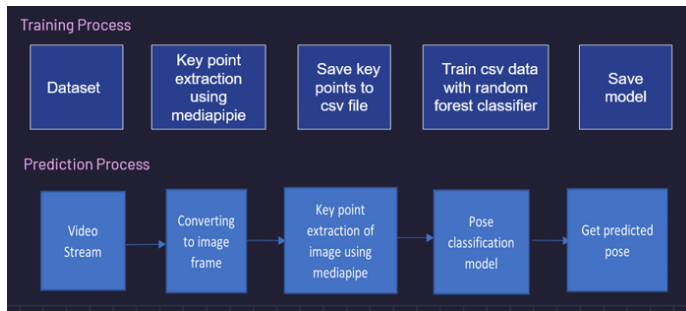 Training Process
Dataset
Key point
extraction
using
mediapipie
Save key
points to
csv file
Train csv data
with random
forest classifier
Save
model
Prediction Process
Video
Stream
Converting
to image
frame
Key point
extraction of
image using
mediapipe
Pose
classification
model
Get predicted
pose